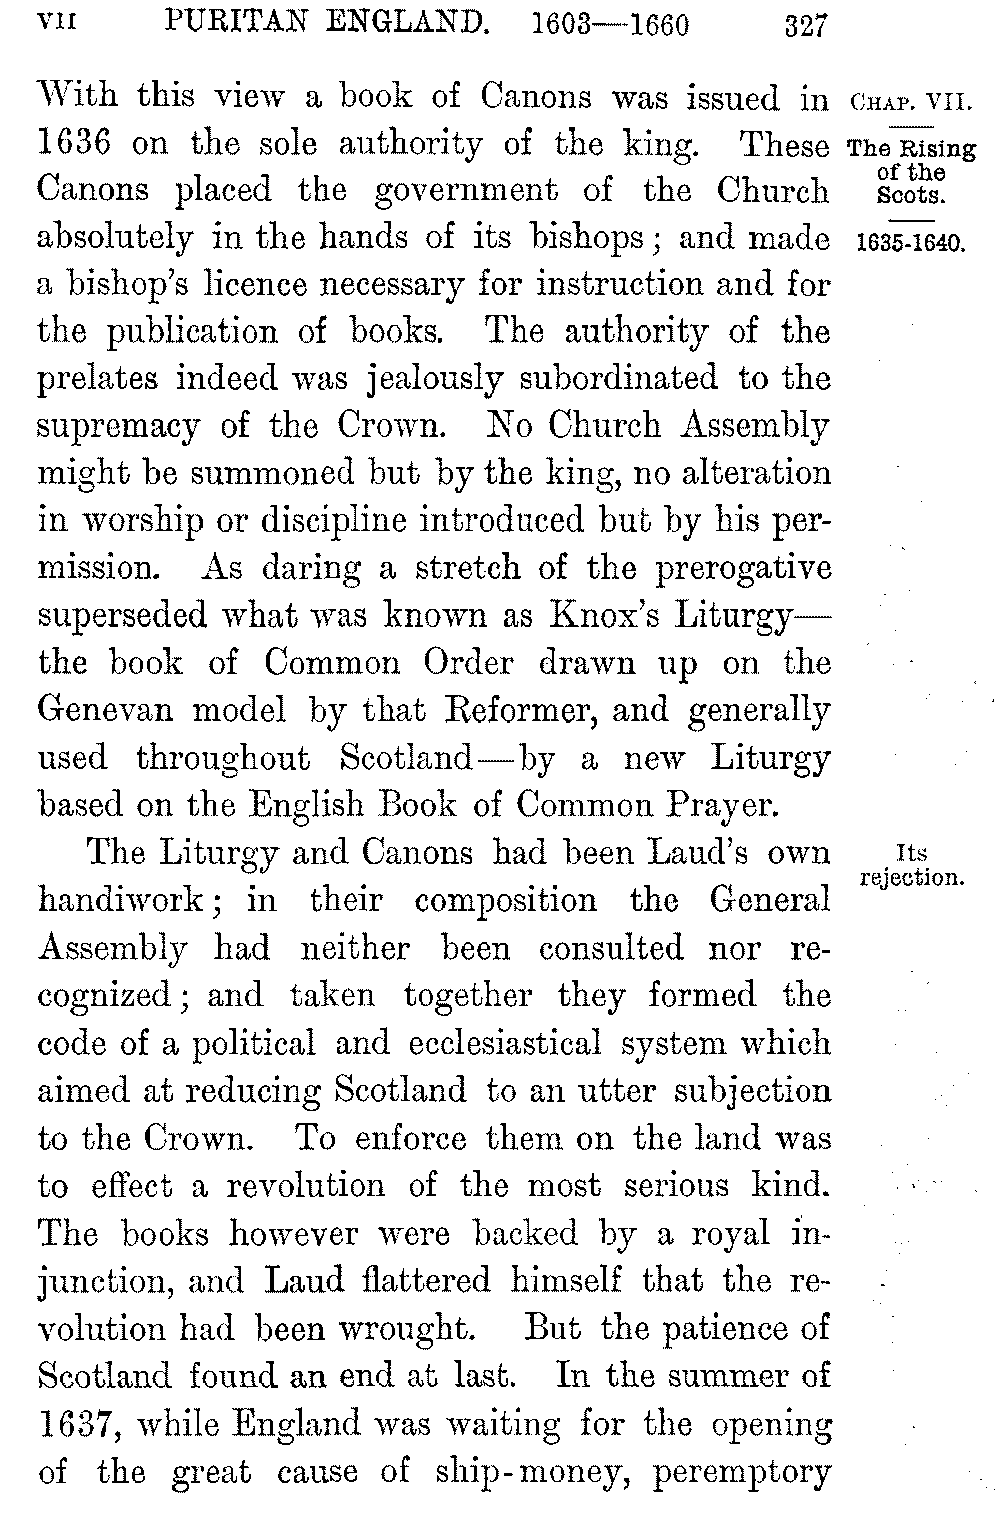 VII PURITAN ENGLAND. 1603—1660 327
With this view a book of Canons was issued in
1636 on the sole authority of the king. These
Canons placed the government of the Church
absolutely in the hands of its bishops; and made
a bishop's licence necessary for instruction and for
the publication of books. The authority of the
prelates indeed was jealously subordinated to the
supremacy of the Crown. No Church Assembly
might be summoned but by the king, no alteration
in worship or discipline introduced but by his per-
mission. As daring a stretch of the prerogative
superseded what was known as Knox's Liturgy—
the book of Common Order drawn up on the
Genevan model by that Reformer, and generally
used throughout Scotland—by a new Liturgy
based on the English Book of Common Prayer.
The Liturgy and Canons had been Laud's own
handiwork; in their composition the General
Assembly had neither been consulted nor re-
cognized; and taken together they formed the
code of a political and ecclesiastical system which
aimed at reducing Scotland to an utter subjection
to the Crown. To enforce them on the land was
to effect a revolution of the most serious kind.
The books however were backed by a royal in-
junction, and Laud flattered himself that the re-
volution had been wrought. But the patience of
Scotland found an end at last. In the summer of
1637, while England was waiting for the opening
of the great cause of ship-money, peremptory
CHAP. VII.
The Rising
of the
Scots.
1635-1640.
Its
rejection.